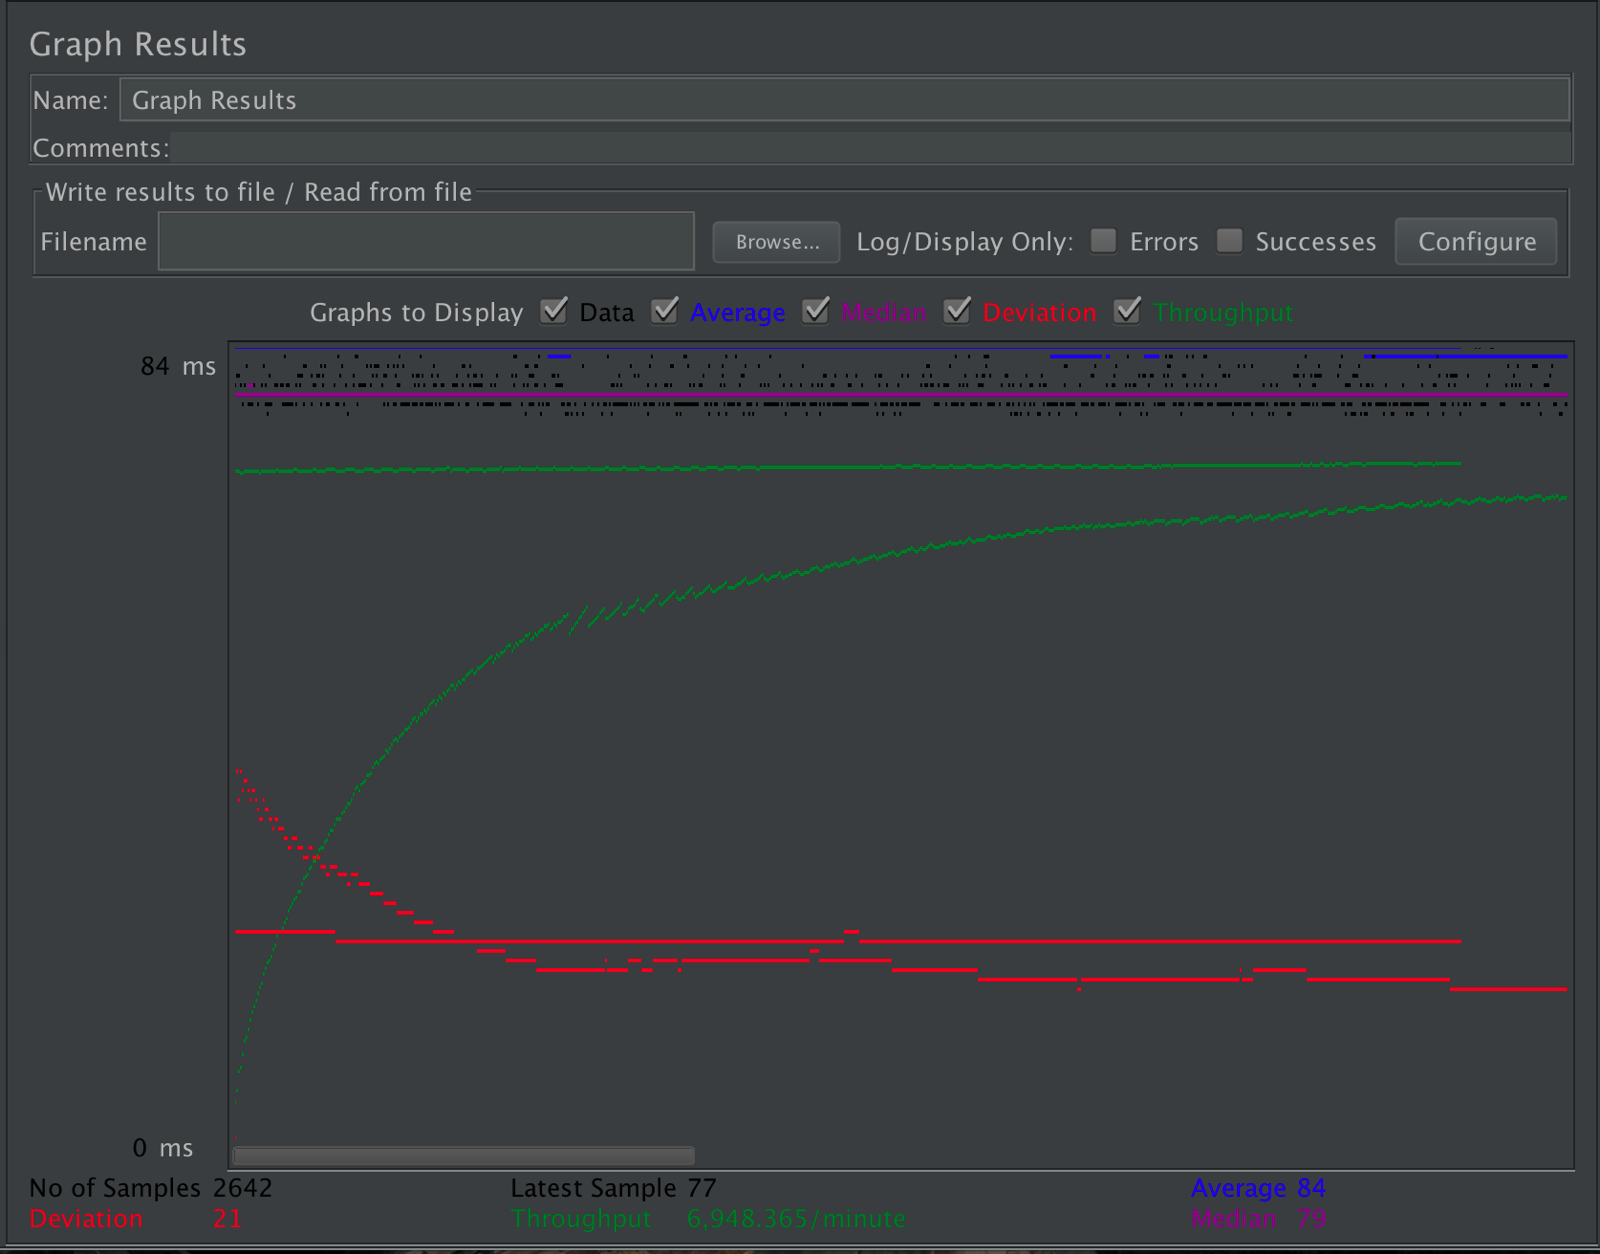 Graph Results
Name: Graph Results
Comments:
Write results to file / Read from file
Filename Browse... Log/Display Only: Errors Successes Configure
Graphs to Display Data Average Median Deviation Throughput
84 ms
0 ms
No of Samples 2642 Latest Sample 77 Average 84
Deviation 21 Throughput 6,948.365/minute Median 79